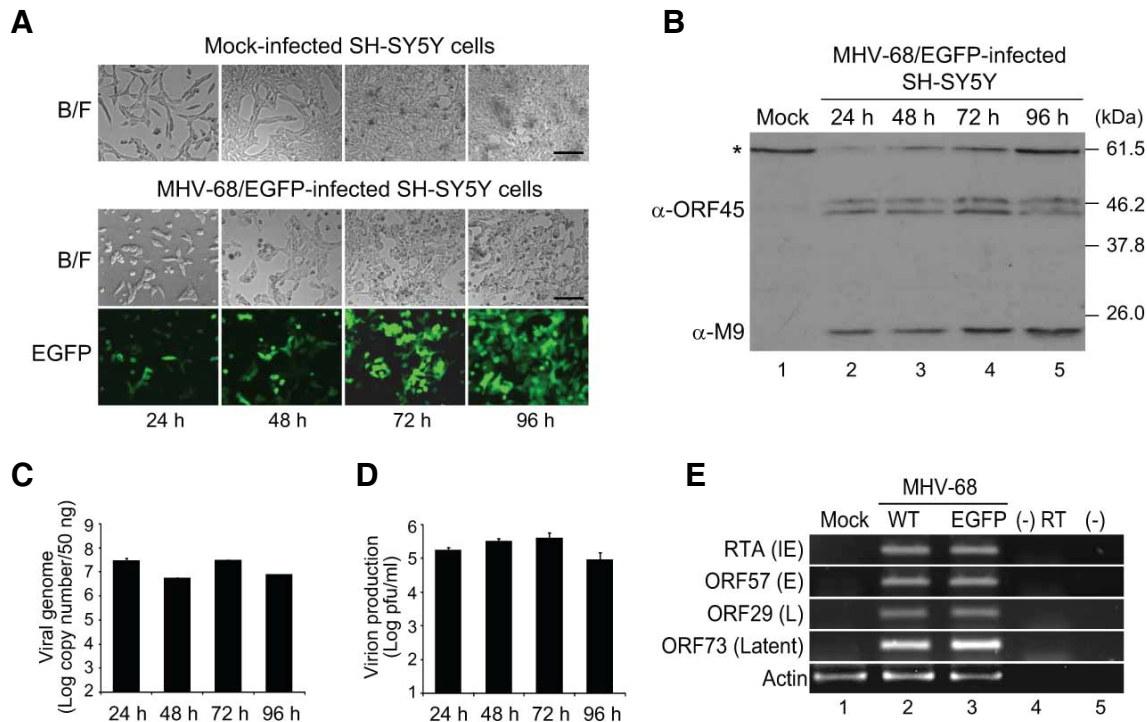 A
Mock-infected SH-SY5Y cells
B/F
MHV-68/EGFP-infected SH-SY5Y cells
B/F
EGFP
24 h 48 h 72 h 96 h
B
MHV-68/EGFP-infected
SH-SY5Y
Mock 24 h 48 h 72 h 96 h (kDa)
* 61.5
α-ORF45 46.2
37.8
26.0
α-M9
1 2 3 4 5
C
Viral genome
(Log copy number/50 ng)
9
8
7
6
5
4
3
2
24 h 48 h 72 h 96 h
D
Virion production
(Log pfu/ml)
6
5
4
3
2
1
24 h 48 h 72 h 96 h
E
MHV-68
Mock WT EGFP (-) RT (-)
RTA (IE)
ORF57 (E)
ORF29 (L)
ORF73 (Latent)
Actin
1 2 3 4 5